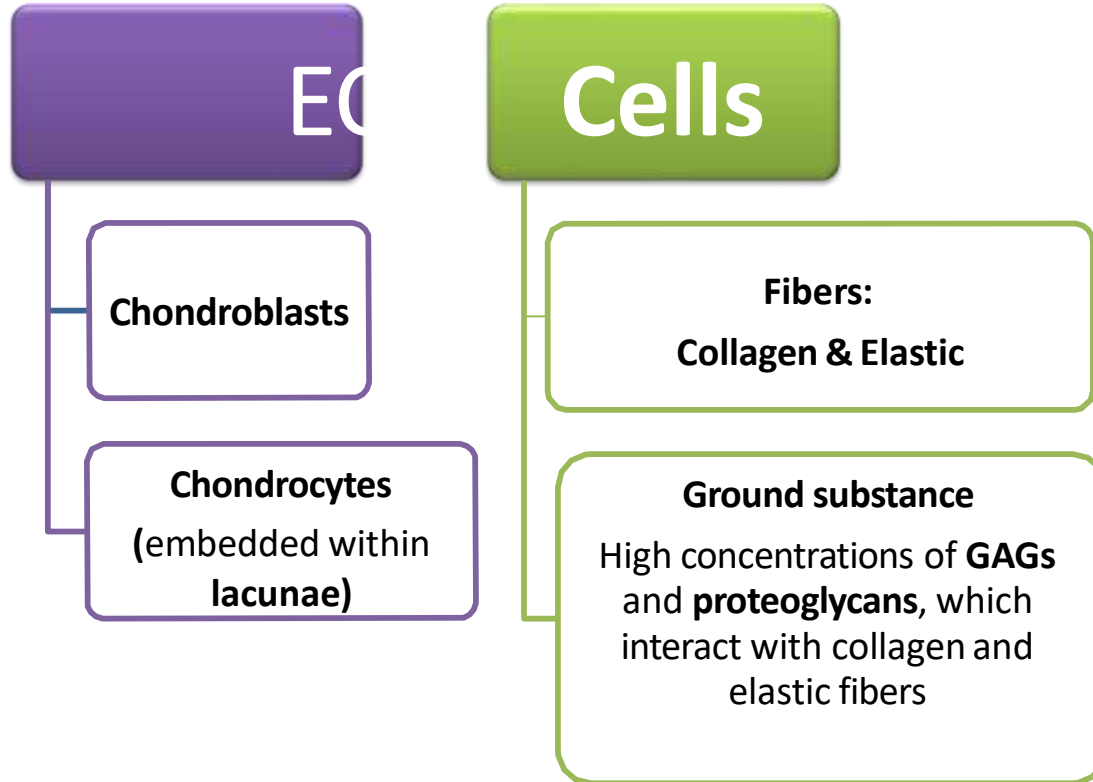 EC
Cells
Chondroblasts
Chondrocytes
(embedded within
lacunae)
Fibers:
Collagen & Elastic
Ground substance
High concentrations of GAGs
and proteoglycans, which
interact with collagen and
elastic fibers